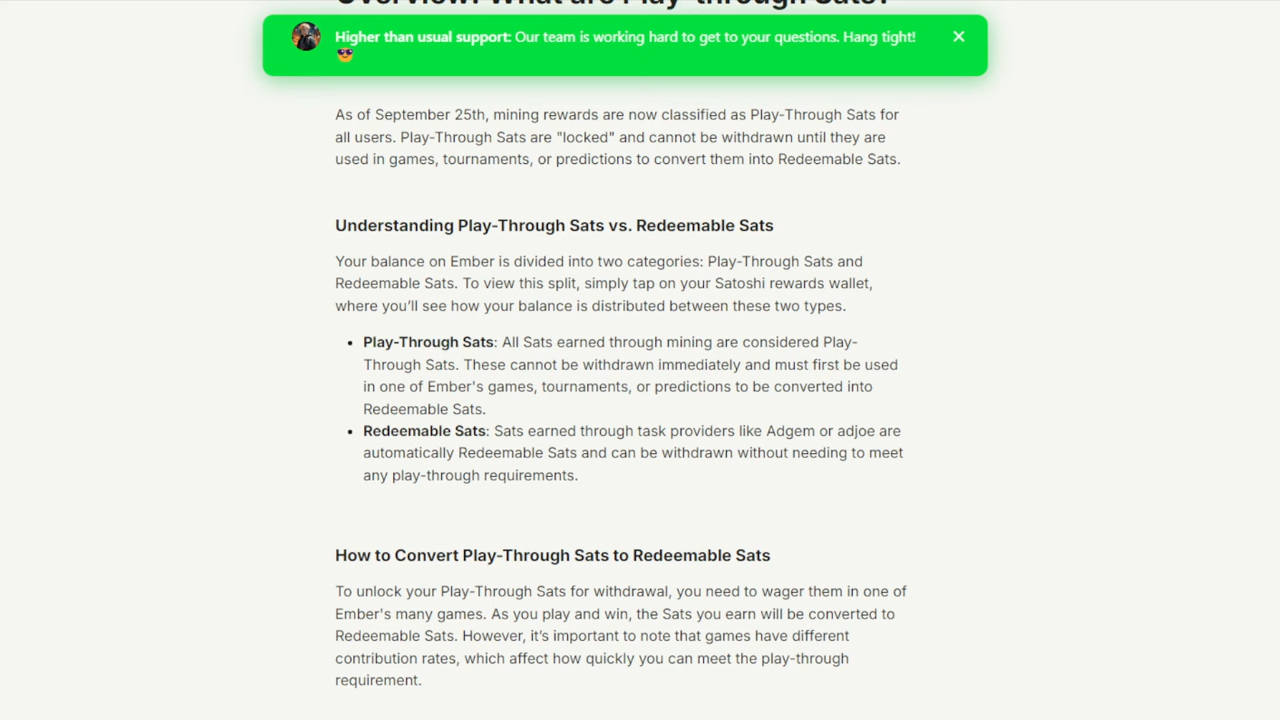 Overview: What are Play-through Sats?
Higher than usual support: Our team is working hard to get to your questions. Hang tight!
😎
As of September 25th, mining rewards are now classified as Play-Through Sats for
all users. Play-Through Sats are "locked" and cannot be withdrawn until they are
used in games, tournaments, or predictions to convert them into Redeemable Sats.
Understanding Play-Through Sats vs. Redeemable Sats
Your balance on Ember is divided into two categories: Play-Through Sats and
Redeemable Sats. To view this split, simply tap on your Satoshi rewards wallet,
where you’ll see how your balance is distributed between these two types.
• Play-Through Sats: All Sats earned through mining are considered Play-
Through Sats. These cannot be withdrawn immediately and must first be used
in one of Ember's games, tournaments, or predictions to be converted into
Redeemable Sats.
• Redeemable Sats: Sats earned through task providers like Adgem or adjoe are
automatically Redeemable Sats and can be withdrawn without needing to meet
any play-through requirements.
How to Convert Play-Through Sats to Redeemable Sats
To unlock your Play-Through Sats for withdrawal, you need to wager them in one of
Ember's many games. As you play and win, the Sats you earn will be converted to
Redeemable Sats. However, it’s important to note that games have different
contribution rates, which affect how quickly you can meet the play-through
requirement.